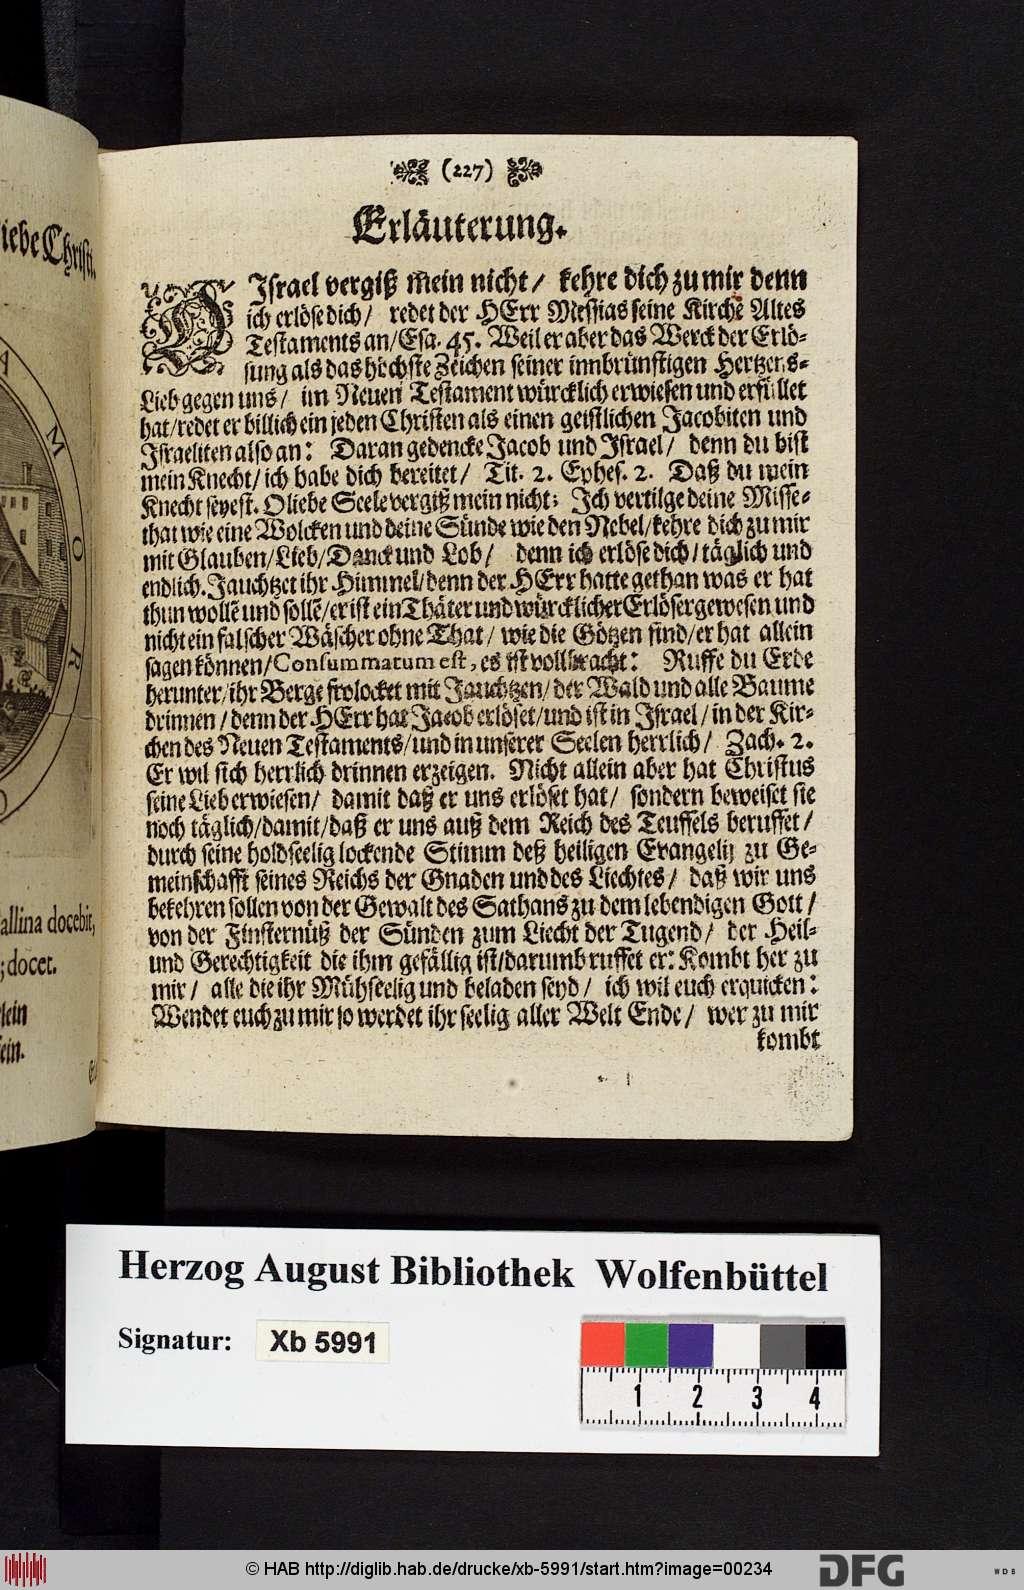 iebe Christi.
A
M
O
R
allina docebit,
; docet.
lein
ein.
(227)
Erläuterung.
O Israel vergiß mein nicht / kehre dich zu mir denn
ich erlöse dich / redet der HErr Messias seine Kirche Altes
Testaments an / Esa. 45. Weil er aber das Werck der Erlö-
sung als das höchste Zeichen seiner innbrünstigen Hertzens-
Lieb gegen uns / im Neuen Testament würcklich erwiesen und erfüllet
hat / redet er billich ein jeden Christen als einen geistlichen Jacobiten und
Israeliten also an: Daran gedencke Jacob und Israel / denn du bist
mein Knecht / ich habe dich bereitet / Tit. 2. Ephes. 2. Daß du mein
Knecht seyest. O liebe Seele vergiß mein nicht; Ich vertilge deine Misse-
that wie eine Wolcken und deine Sünde wie den Nebel / kehre dich zu mir
mit Glauben / Lieb / Danck und Lob / denn ich erlöse dich / täglich und
endlich. Jauchtzet ihr Himmel / denn der HErr hatte gethan was er hat
thun wollẽ und sollẽ / er ist ein Thäter und würcklicher Erlöser gewesen und
nicht ein falscher Wäscher ohne That / wie die Götzen sind / er hat allein
sagen können / Consummatum est, es ist vollbracht: Ruffe du Erde
herunter / ihr Berge frolocket mit Jauchtzen / der Wald und alle Baume
drinnen / denn der HErr hat Jacob erlöset / und ist in Israel / in der Kir-
chen des Neuen Testaments / und in unserer Seelen herrlich / Zach. 2.
Er wil sich herrlich drinnen erzeigen. Nicht allein aber hat Christus
seine Lieb erwiesen / damit daß er uns erlöset hat / sondern beweiset sie
noch täglich / damit / daß er uns auß dem Reich des Teuffels beruffet /
durch seine holdseelig lockende Stimm deß heiligen Evangelij zu Ge-
meinschafft seines Reichs der Gnaden und des Liechtes / daß wir uns
bekehren sollen von der Gewalt des Sathans zu dem lebendigen Gott /
von der Finsternüß der Sünden zum Liecht der Tugend / der Heil-
und Gerechtigkeit die ihm gefällig ist / darumb ruffet er: Kombt her zu
mir / alle die ihr Mühseelig und beladen seyd / ich wil euch erquicken:
Wendet euch zu mir so werdet ihr seelig aller Welt Ende / wer zu mir
kombt
Herzog August Bibliothek Wolfenbüttel
Signatur: Xb 5991
1 2 3 4
© HAB http://diglib.hab.de/drucke/xb-5991/start.htm?image=00234
DFG
WDB